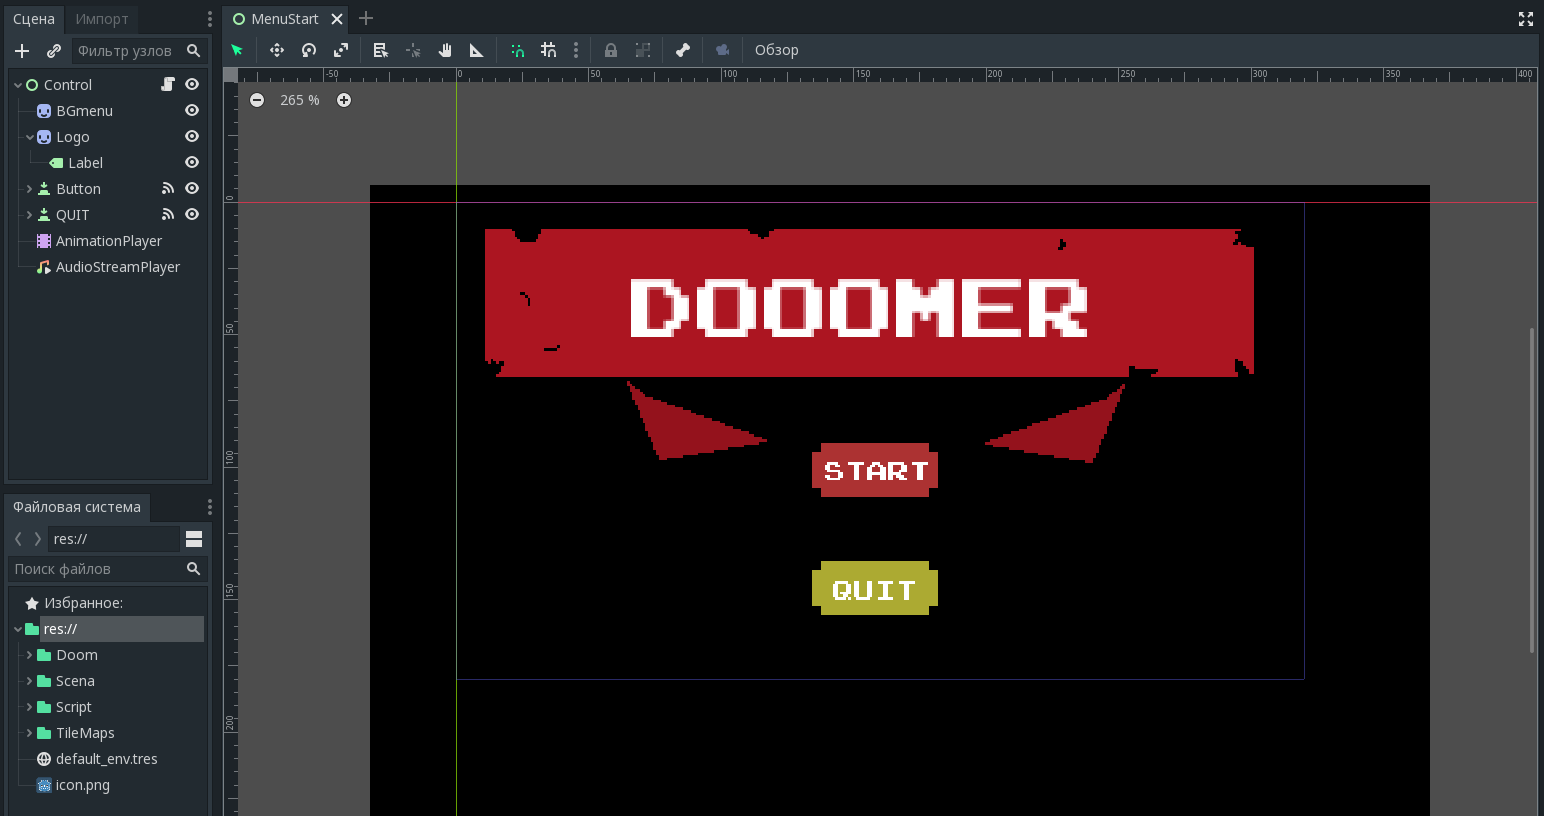 Сцена
Импорт
MenuStart
Фильтр узлов
Обзор
Control
BGmenu
Logo
Label
Button
QUIT
AnimationPlayer
AudioStreamPlayer
-50
0
50
100
150
200
250
300
350
400
265 %
0
50
100
150
200
DOOOMER
START
QUIT
Файловая система
res://
Поиск файлов
Избранное:
res://
Doom
Scena
Script
TileMaps
default_env.tres
icon.png